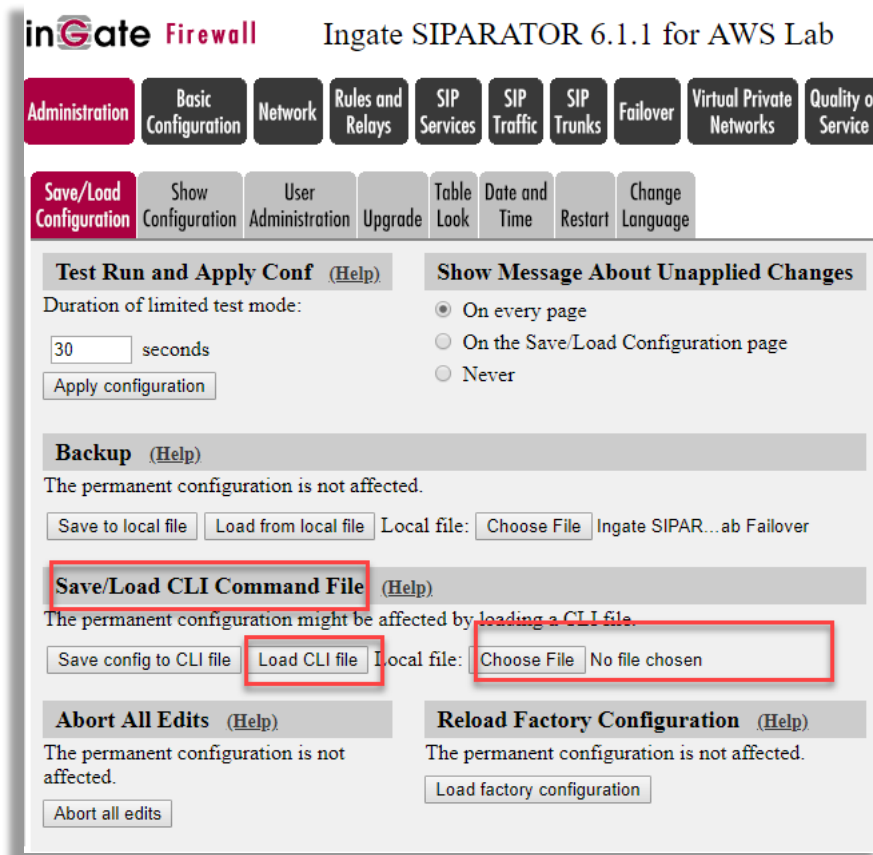 inGate Firewall Ingate SIPARATOR 6.1.1 for AWS Lab
Administration Basic Configuration Network Rules and Relays SIP Services SIP Traffic SIP Trunks Failover Virtual Private Networks Quality o Service
Save/Load Configuration Show Configuration User Administration Upgrade Table Look Date and Time Restart Change Language
Test Run and Apply Conf (Help)
Duration of limited test mode:
30 seconds
Apply configuration
Show Message About Unapplied Changes
On every page
On the Save/Load Configuration page
Never
Backup (Help)
The permanent configuration is not affected.
Save to local file Load from local file Local file: Choose File Ingate SIPAR...ab Failover
Save/Load CLI Command File (Help)
The permanent configuration might be affected by loading a CLI file.
Save config to CLI file Load CLI file Local file: Choose File No file chosen
Abort All Edits (Help)
The permanent configuration is not
affected.
Abort all edits
Reload Factory Configuration (Help)
The permanent configuration is not affected.
Load factory configuration